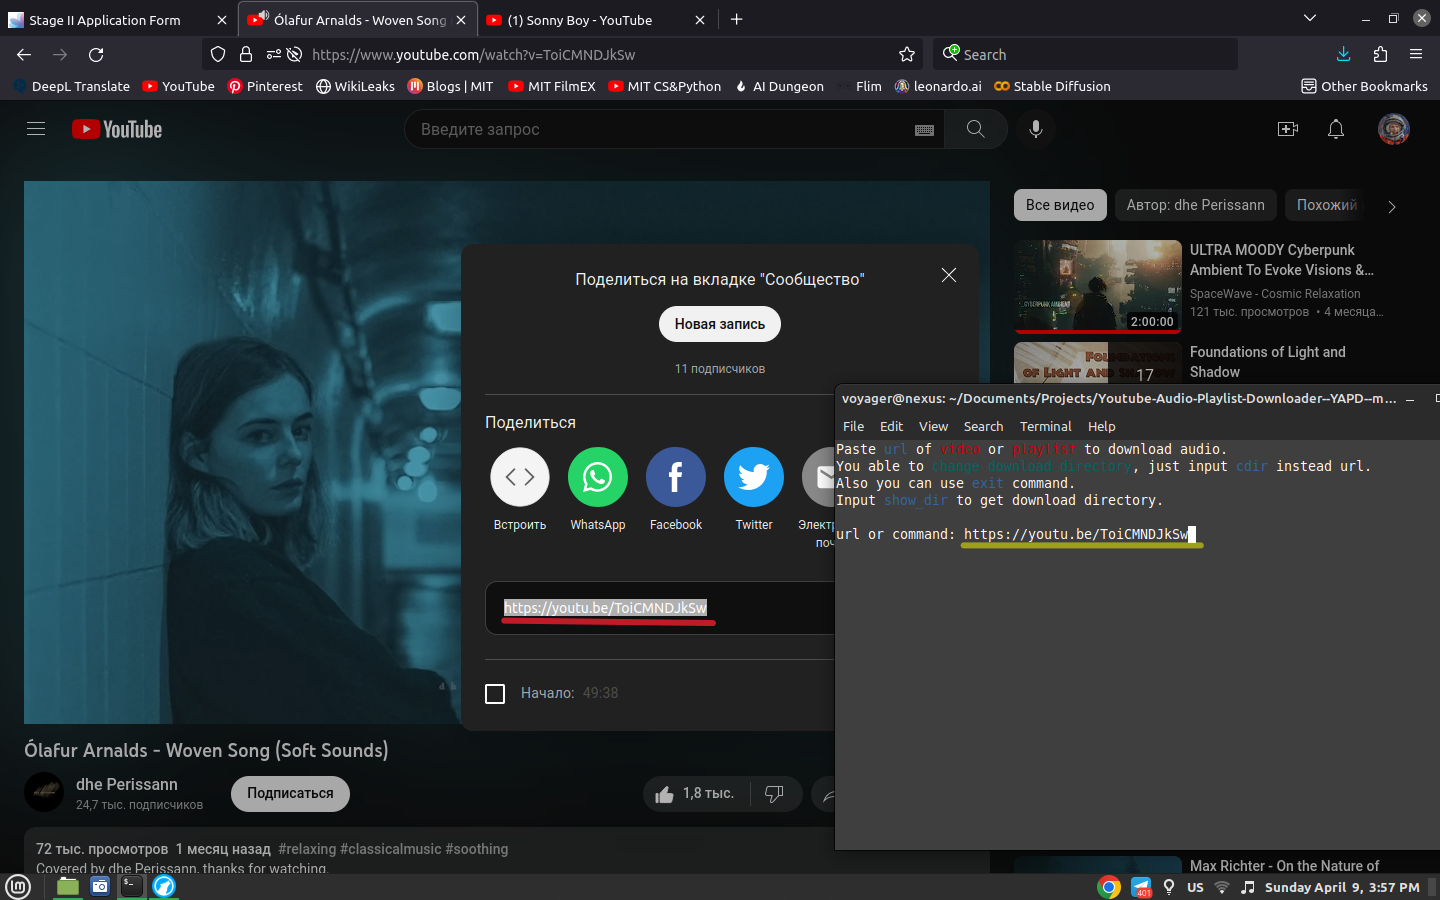 Stage II Application Form
Ólafur Arnalds - Woven Song
(1) Sonny Boy - YouTube
https://www.youtube.com/watch?v=ToiCMNDJkSw
Search
DeepL Translate
YouTube
Pinterest
WikiLeaks
Blogs | MIT
MIT FilmEX
MIT CS&Python
AI Dungeon
Flim
leonardo.ai
Stable Diffusion
Other Bookmarks
YouTube
Введите запрос
Все видео
Автор: dhe Perissann
Похожий
Поделиться на вкладке "Сообщество"
Новая запись
11 подписчиков
Поделиться
Встроить
WhatsApp
Facebook
Twitter
Электр
поч
https://youtu.be/ToiCMNDJkSw
Начало: 49:38
CYBERPUNK AMBIENT
2:00:00
ULTRA MOODY Cyberpunk
Ambient To Evoke Visions &...
SpaceWave - Cosmic Relaxation
121 тыс. просмотров • 4 месяца...
FOUNDATIONS
OF LIGHT AND SHADOW
17
Foundations of Light and
Shadow
voyager@nexus: ~/Documents/Projects/Youtube-Audio-Playlist-Downloader--YAPD--m...
File Edit View Search Terminal Help
Paste url of video or playlist to download audio.
You able to change download directory, just input cdir instead url.
Also you can use exit command.
Input show_dir to get download directory.
url or command: https://youtu.be/ToiCMNDJkSw
Ólafur Arnalds - Woven Song (Soft Sounds)
dhe Perissann
24,7 тыс. подписчиков
Подписаться
1,8 тыс.
72 тыс. просмотров 1 месяц назад #relaxing #classicalmusic #soothing
Covered by dhe Perissann, thanks for watching.
Max Richter - On the Nature of
401
US
Sunday April 9, 3:57 PM